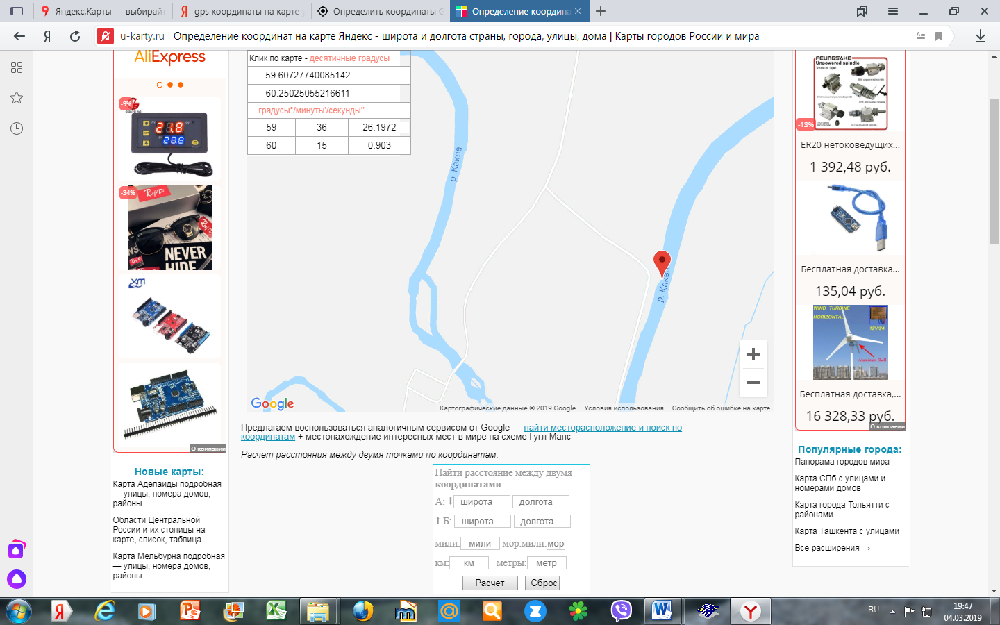 Яндекс.Карты — выбирайт
gps координаты на карте у
Определить координаты G
Определение координа
u-karty.ru Определение координат на карте Яндекс - широта и долгота страны, города, улицы, дома | Карты городов России и мира
AliExpress
-9%
-34%
NEVER
HIDE
О компании
Новые карты:
Карта Аделаиды подробная
— улицы, номера домов,
районы
Области Центральной
России и их столицы на
карте, список, таблица
Карта Мельбурна подробная
— улицы, номера домов,
районы
Клик по карте - десятичные градусы
59.60727740085142
60.25025055216611
градусы°/минуты'/секунды"
59 36 26.1972
60 15 0.903
р. Каква
р. Каква
Google
Картографические данные © 2019 Google Условия использования Сообщить об ошибке на карте
Предлагаем воспользоваться аналогичным сервисом от Google — найти месторасположение и поиск по
координатам + местонахождение интересных мест в мире на схеме Гугл Мапс
Расчет расстояния между двумя точками по координатам:
Найти расстояние между двумя
координатами:
А: ⬇ широта долгота
⬆ Б: широта долгота
мили: мили мор.мили: мор
км: км метры: метр
Расчет Сброс
FEUNGSAKE
Unpowered spindle
Various type
-13%
ER20 нетоковедущих...
1 392,48 руб.
Бесплатная доставка...
135,04 руб.
WIND TURBINE
HORIZONTAL
12V/24
Aluminum Shell
Бесплатная доставка,...
16 328,33 руб.
О компании
Популярные города:
Панорама городов мира
Карта СПб с улицами и
номерами домов
Карта города Тольятти с
районами
Карта Ташкента с улицами
Все расширения →
RU
19:47
04.03.2019